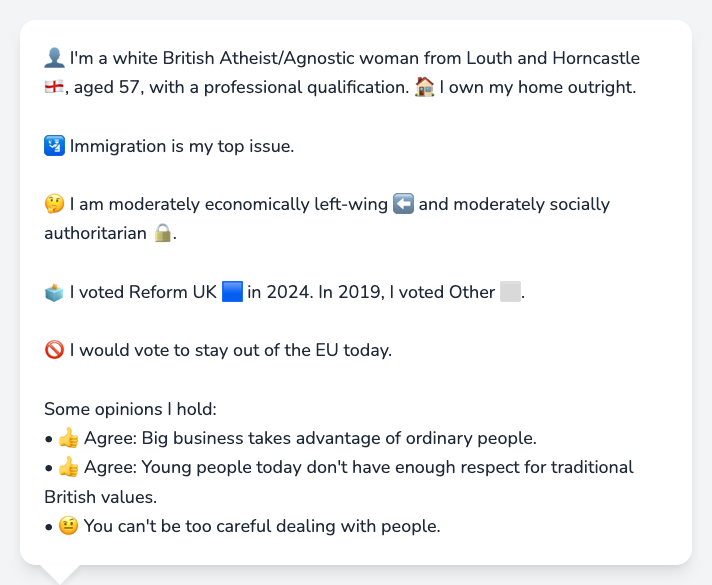 👤 I'm a white British Atheist/Agnostic woman from Louth and Horncastle
🏴󠁧󠁢󠁥󠁮󠁧󠁿, aged 57, with a professional qualification. 🏠 I own my home outright.
🛂 Immigration is my top issue.
🤔 I am moderately economically left-wing ⬅️ and moderately socially
authoritarian 🔒.
🗳️ I voted Reform UK 🟦 in 2024. In 2019, I voted Other ⬜.
🚫 I would vote to stay out of the EU today.
Some opinions I hold:
• 👍 Agree: Big business takes advantage of ordinary people.
• 👍 Agree: Young people today don't have enough respect for traditional
British values.
• 🤨 You can't be too careful dealing with people.